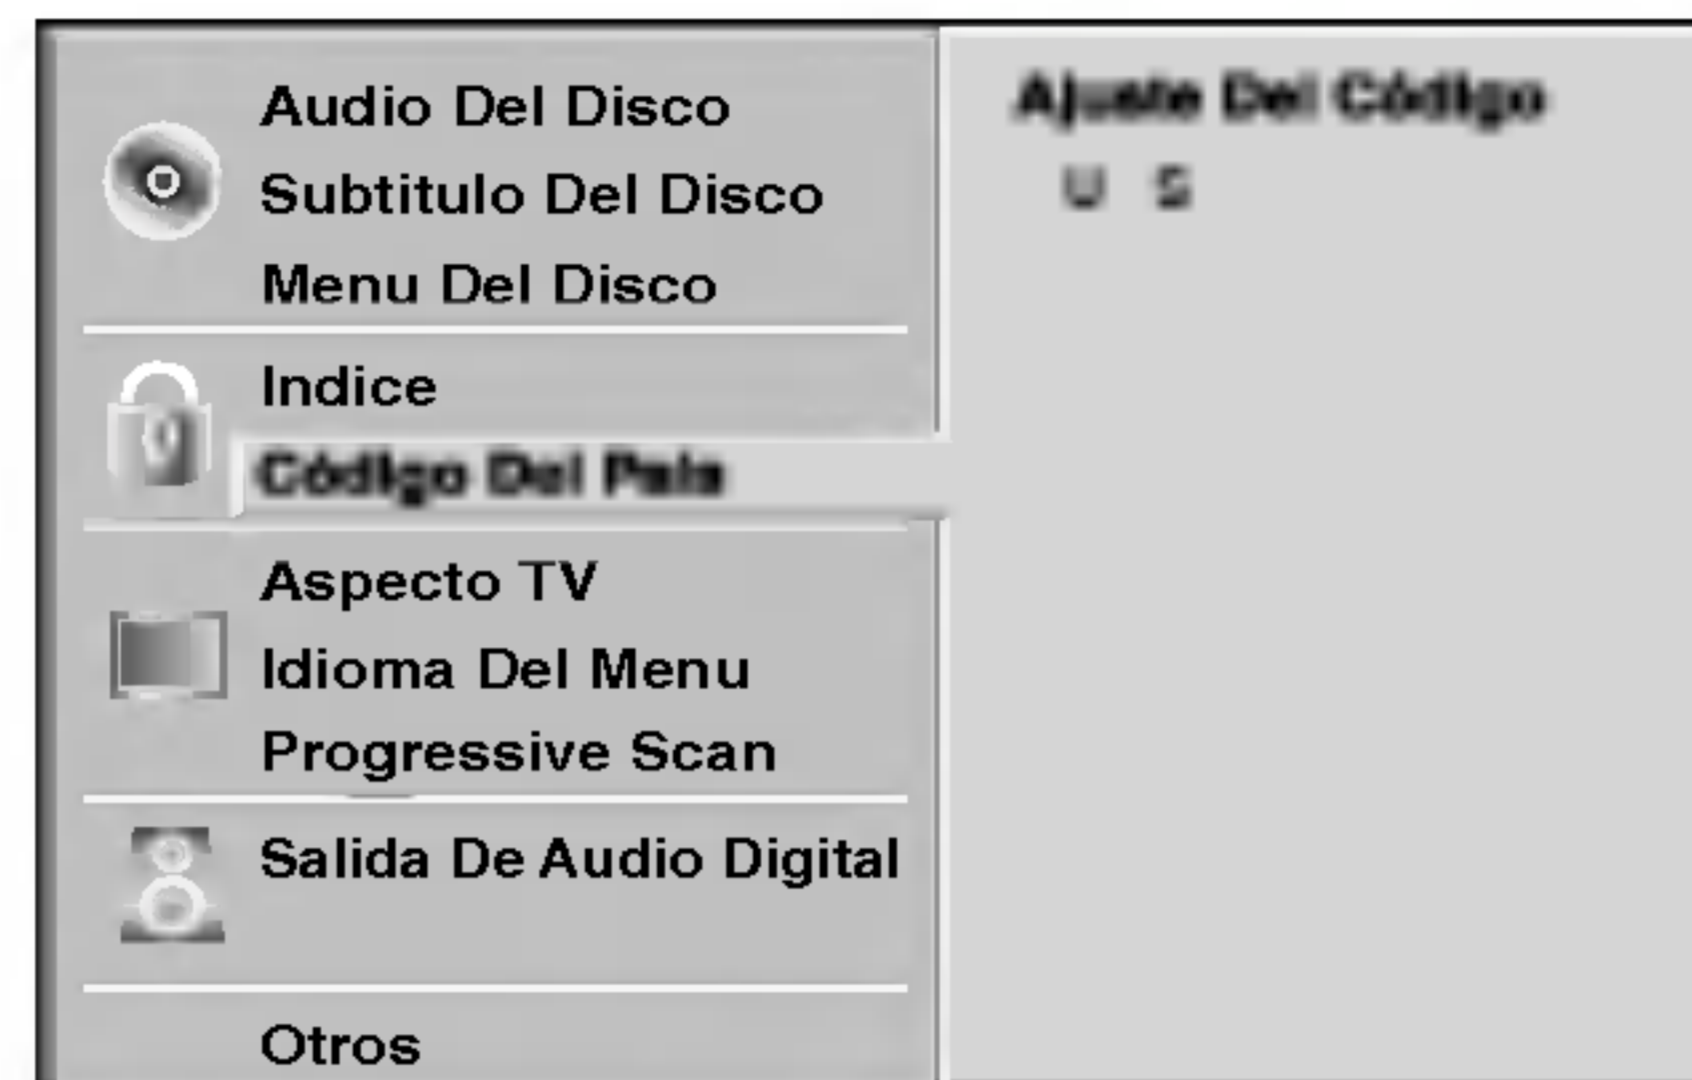 Audio Del Disco
Subtitulo Del Disco
Menu Del Disco
Indice
Código Del Pais
Aspecto TV
Idioma Del Menu
Progressive Scan
Salida De Audio Digital
Otros
Ajuste Del Código
U S